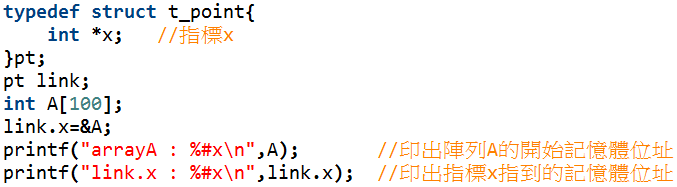 typedef struct t_point{
    int *x;   //指標x
}pt;
pt link;
int A[100];
link.x=&A;
printf("arrayA : %#x\n",A);       //印出陣列A的開始記憶體位址
printf("link.x : %#x\n",link.x);  //印出指標x指到的記憶體位址